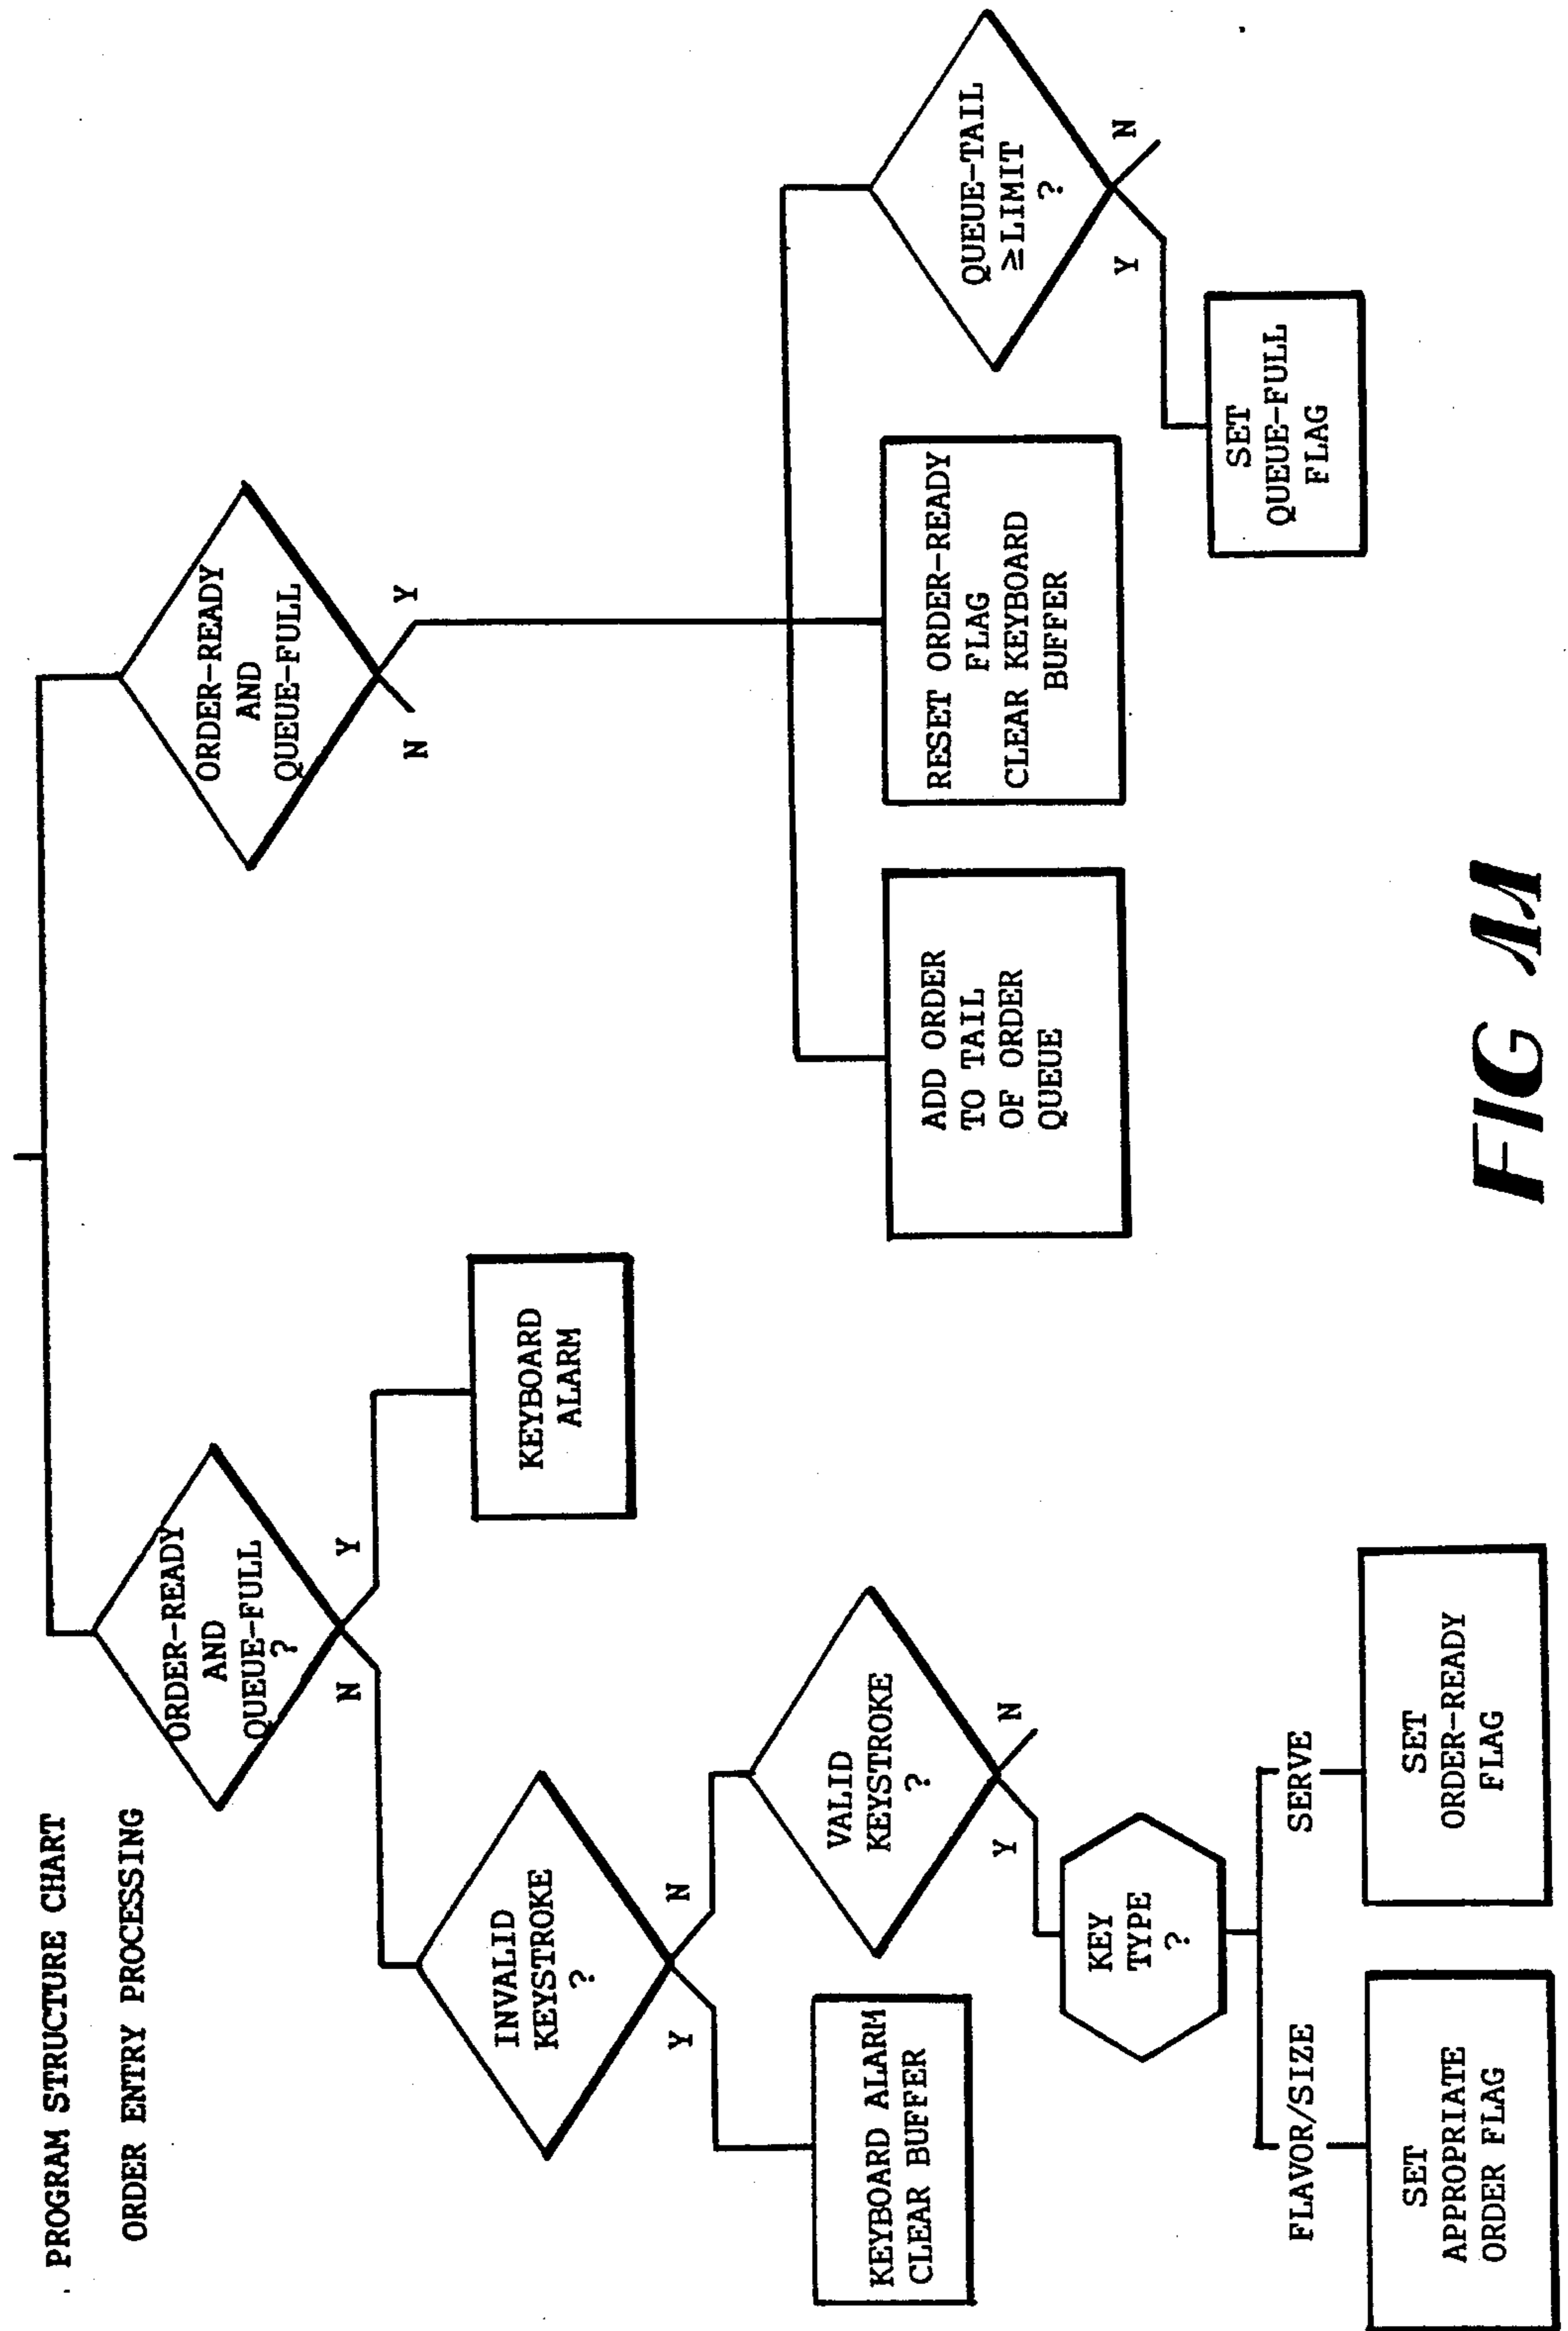 PROGRAM STRUCTURE CHART
ORDER ENTRY PROCESSING
ORDER-READY
AND
QUEUE-FULL
?
N
Y
ORDER-READY
AND
QUEUE-FULL
N
Y
INVALID
KEYSTROKE
?
Y
N
KEYBOARD
ALARM
KEYBOARD ALARM
CLEAR BUFFER
VALID
KEYSTROKE
?
Y
N
ADD ORDER
TO TAIL
OF ORDER
QUEUE
RESET ORDER-READY
FLAG
CLEAR KEYBOARD
BUFFER
QUEUE-TAIL
≥LIMIT
?
Y
N
KEY
TYPE
?
SET
QUEUE-FULL
FLAG
FLAVOR/SIZE
SERVE
SET
APPROPRIATE
ORDER FLAG
SET
ORDER-READY
FLAG